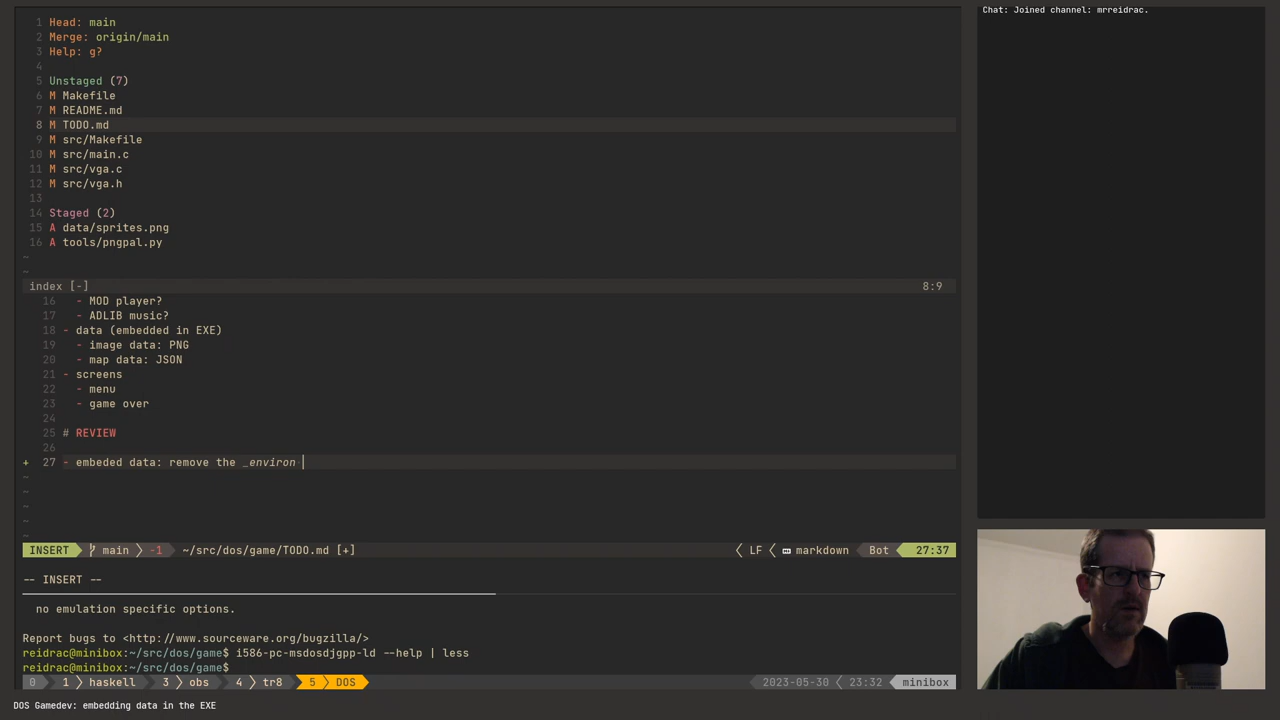 1 Head: main
2 Merge: origin/main
3 Help: g?
4
5 Unstaged (7)
6 M Makefile
7 M README.md
8 M TODO.md
9 M src/Makefile
10 M src/main.c
11 M src/vga.c
12 M src/vga.h
13
14 Staged (2)
15 A data/sprites.png
16 A tools/pngpal.py
~
~
index [-] 8:9
16 - MOD player?
17 - ADLIB music?
18 - data (embedded in EXE)
19 - image data: PNG
20 - map data: JSON
21 - screens
22 - menu
23 - game over
24
25 # REVIEW
26
+ 27 - embeded data: remove the _environ
~
~
~
~
~
INSERT main -1 ~/src/dos/game/TODO.md [+] LF markdown Bot 27:37
-- INSERT --
no emulation specific options.
Report bugs to <http://www.sourceware.org/bugzilla/>
reidrac@minibox:~/src/dos/game$ i586-pc-msdosdjgpp-ld --help | less
reidrac@minibox:~/src/dos/game$
0 1 haskell 3 obs 4 tr8 5 DOS 2023-05-30 23:32 minibox
DOS Gamedev: embedding data in the EXE
Chat: Joined channel: mrreidrac.